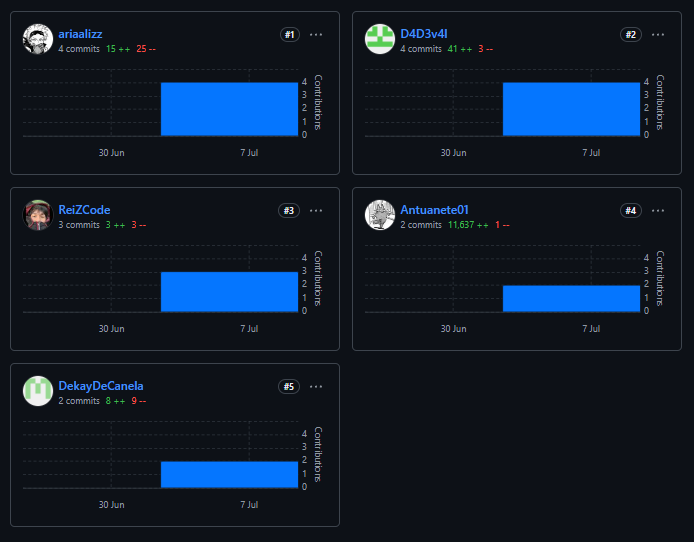 ariaalizz #1 ...
4 commits 15 ++ 25 --
4
3
2
1
0
Contributions
30 Jun 7 Jul
D4D3v4l #2 ...
4 commits 41 ++ 3 --
4
3
2
1
0
Contributions
30 Jun 7 Jul
ReiZCode #3 ...
3 commits 3 ++ 3 --
4
3
2
1
0
Contributions
30 Jun 7 Jul
Antuanete01 #4 ...
2 commits 11,637 ++ 1 --
4
3
2
1
0
Contributions
30 Jun 7 Jul
DekayDeCanela #5 ...
2 commits 8 ++ 9 --
4
3
2
1
0
Contributions
30 Jun 7 Jul